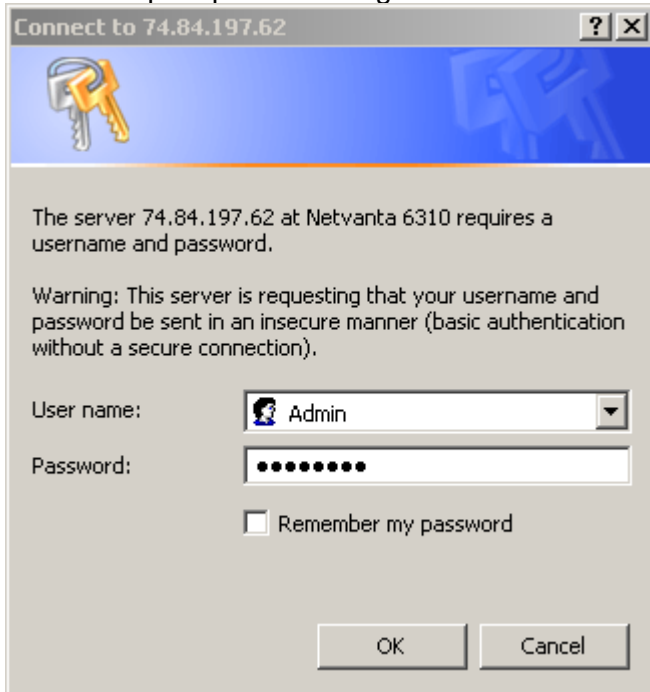 Connect to 74.84.197.62
The server 74.84.197.62 at Netvanta 6310 requires a
username and password.
Warning: This server is requesting that your username and
password be sent in an insecure manner (basic authentication
without a secure connection).
User name:
Admin
Password:
••••••••
Remember my password
OK Cancel